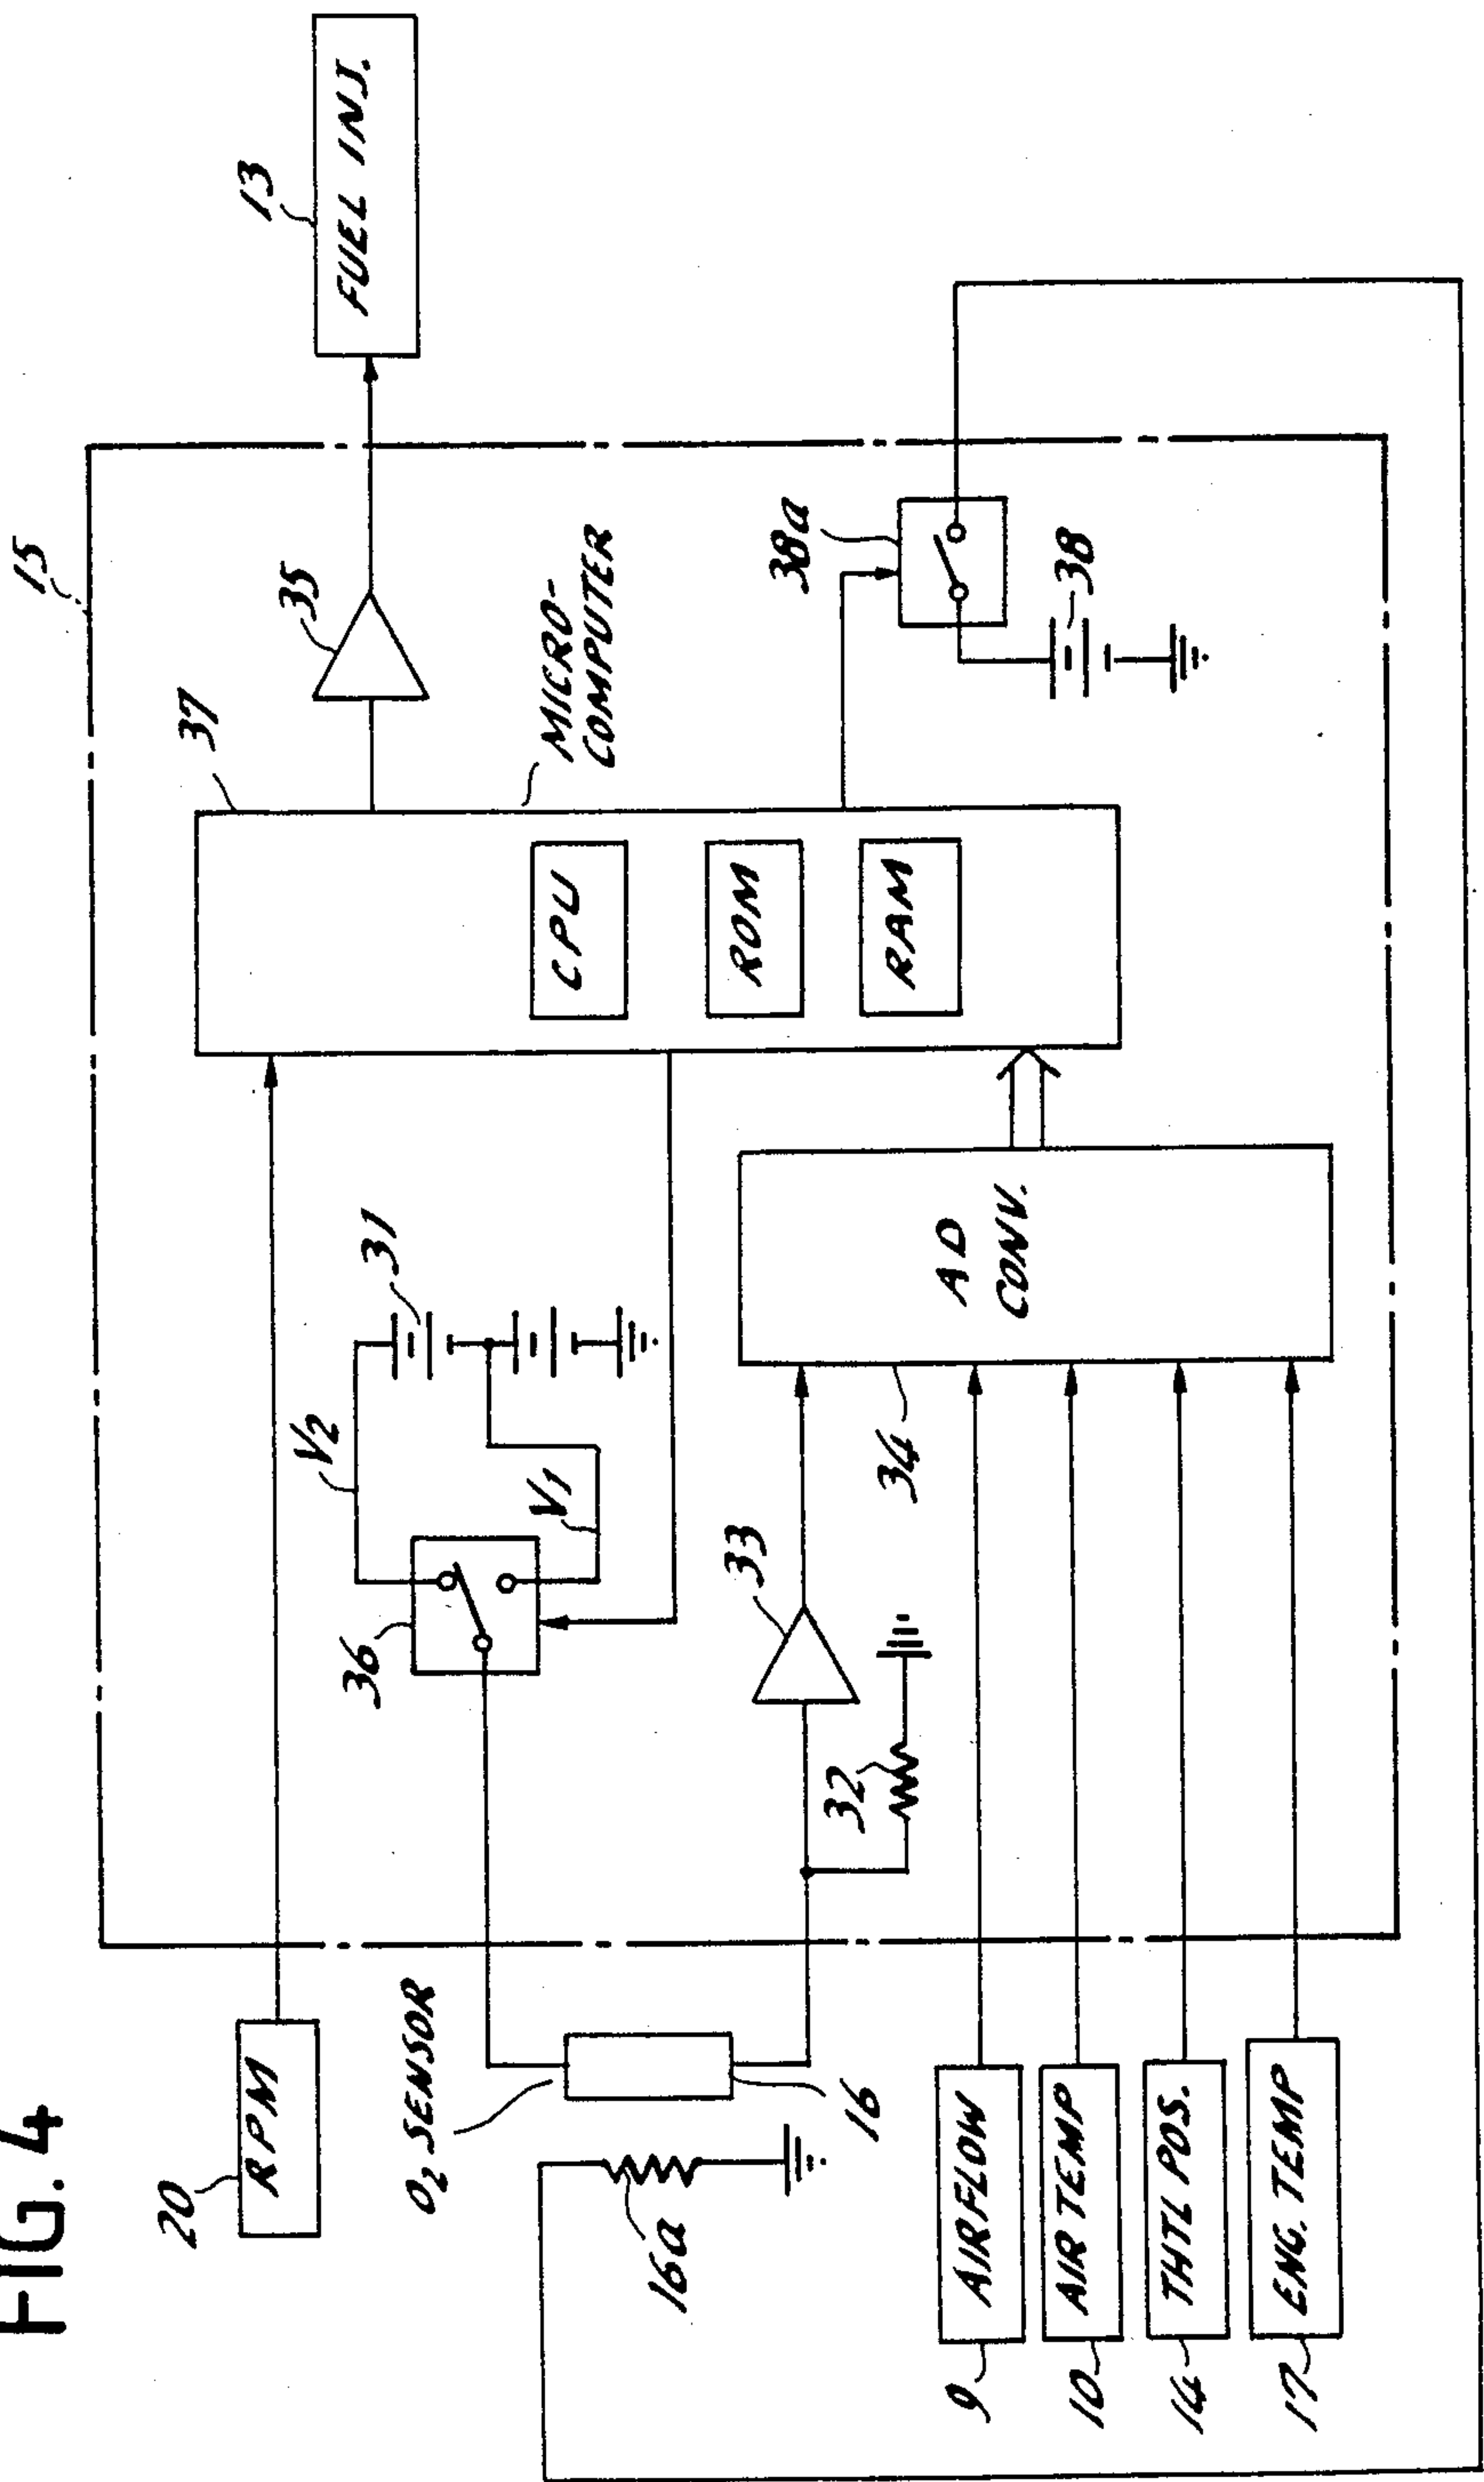 FIG. 4
15
20
RPM
37
35
13
FUEL INJ.
V2
31
36
V1
MICRO-
COMPUTER
CPU
ROM
RAM
O2 SENSOR
16
16a
33
32
34
AD
CONV.
38a
38
9
AIRFLOW
10
AIR TEMP
14
THTL POS.
17
ENG. TEMP